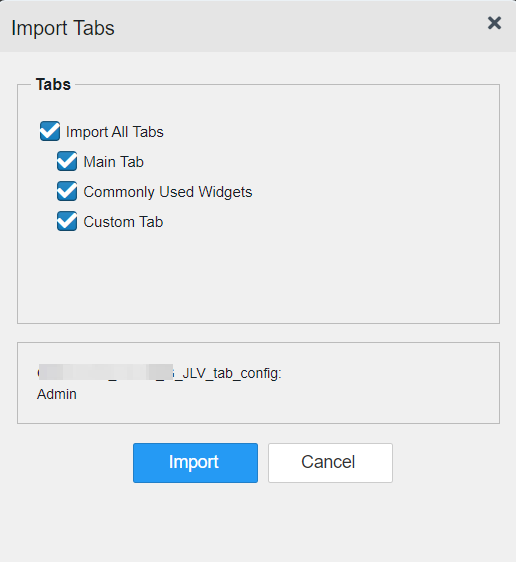 Import Tabs
Tabs
Import All Tabs
Main Tab
Commonly Used Widgets
Custom Tab
_JLV_tab_config:
Admin
Import
Cancel